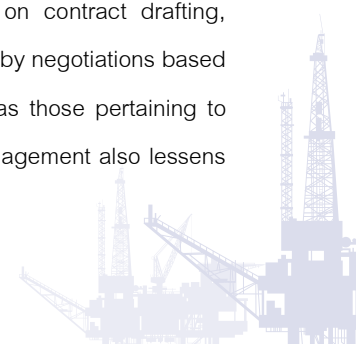 on contract drafting,
by negotiations based
as those pertaining to
agement also lessens